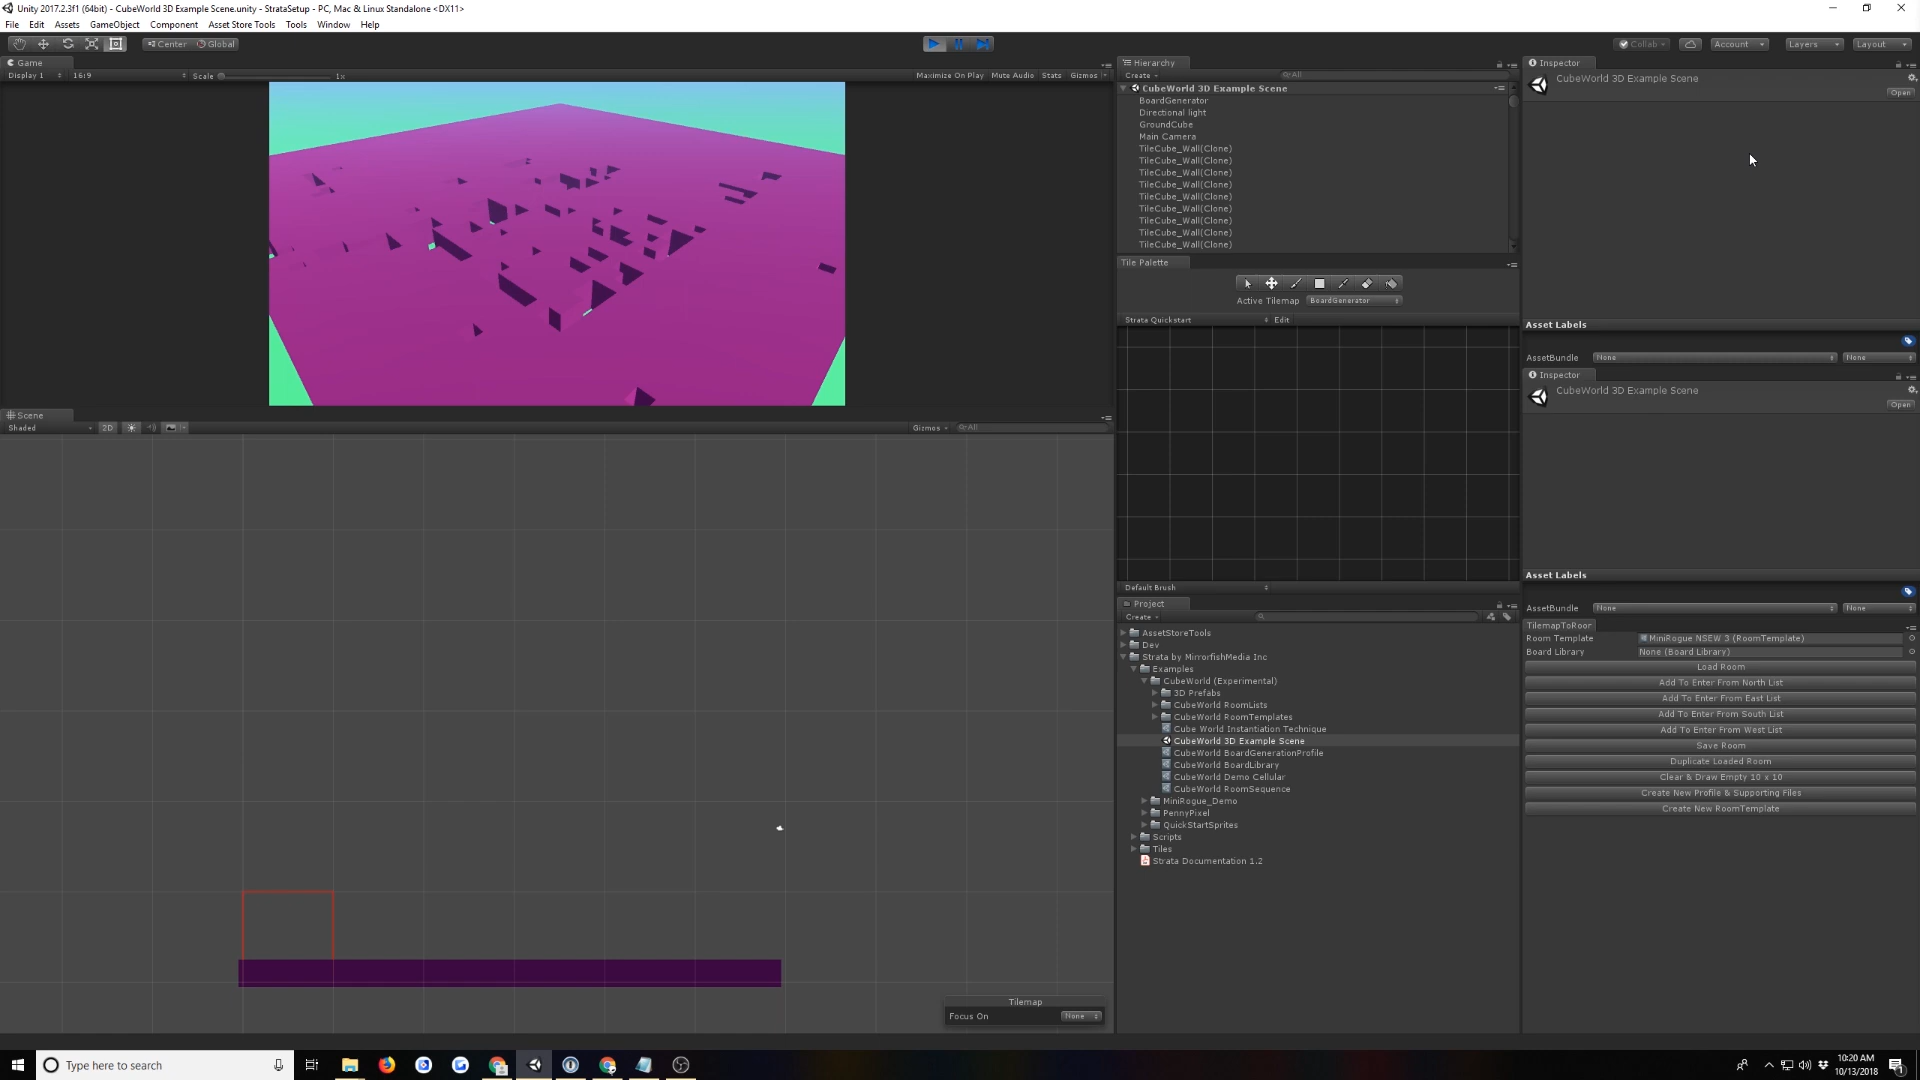 Unity 2017.2.3f1 (64bit) - CubeWorld 3D Example Scene.unity - StrataSetup - PC, Mac & Linux Standalone <DX11>
File Edit Assets GameObject Component Asset Store Tools Tools Window Help
Center Global
Collab Account Layers Layout
Game
Display 1 16:9 Scale 1x Maximize On Play Mute Audio Stats Gizmos
Hierarchy
Create All
CubeWorld 3D Example Scene
BoardGenerator
Directional light
GroundCube
Main Camera
TileCube_Wall(Clone)
TileCube_Wall(Clone)
TileCube_Wall(Clone)
TileCube_Wall(Clone)
TileCube_Wall(Clone)
TileCube_Wall(Clone)
TileCube_Wall(Clone)
TileCube_Wall(Clone)
TileCube_Wall(Clone)
Tile Palette
Active Tilemap BoardGenerator
Strata Quickstart Edit
Default Brush
Scene
Shaded 2D Gizmos All
Tilemap
Focus On None
Project
Create
AssetStoreTools
Dev
Strata by MirrorfishMedia Inc
Examples
CubeWorld (Experimental)
3D Prefabs
CubeWorld RoomLists
CubeWorld RoomTemplates
Cube World Instantiation Technique
CubeWorld 3D Example Scene
CubeWorld BoardGenerationProfile
CubeWorld BoardLibrary
CubeWorld Demo Cellular
CubeWorld RoomSequence
MiniRogue_Demo
PennyPixel
QuickStartSprites
Scripts
Tiles
Strata Documentation 1.2
Inspector
CubeWorld 3D Example Scene
Open
Asset Labels
AssetBundle None None
Inspector
CubeWorld 3D Example Scene
Open
Asset Labels
AssetBundle None None
TilemapToRoor
Room Template MiniRogue NSEW 3 (RoomTemplate)
Board Library None (Board Library)
Load Room
Add To Enter From North List
Add To Enter From East List
Add To Enter From South List
Add To Enter From West List
Save Room
Duplicate Loaded Room
Clear & Draw Empty 10 x 10
Create New Profile & Supporting Files
Create New RoomTemplate
Type here to search
10:20 AM
10/13/2018